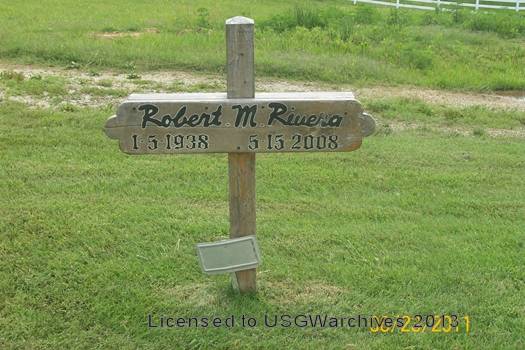 Robert M Rivera
1·5·1938 · 5·15·2008
Licensed to USGWarchives 2013